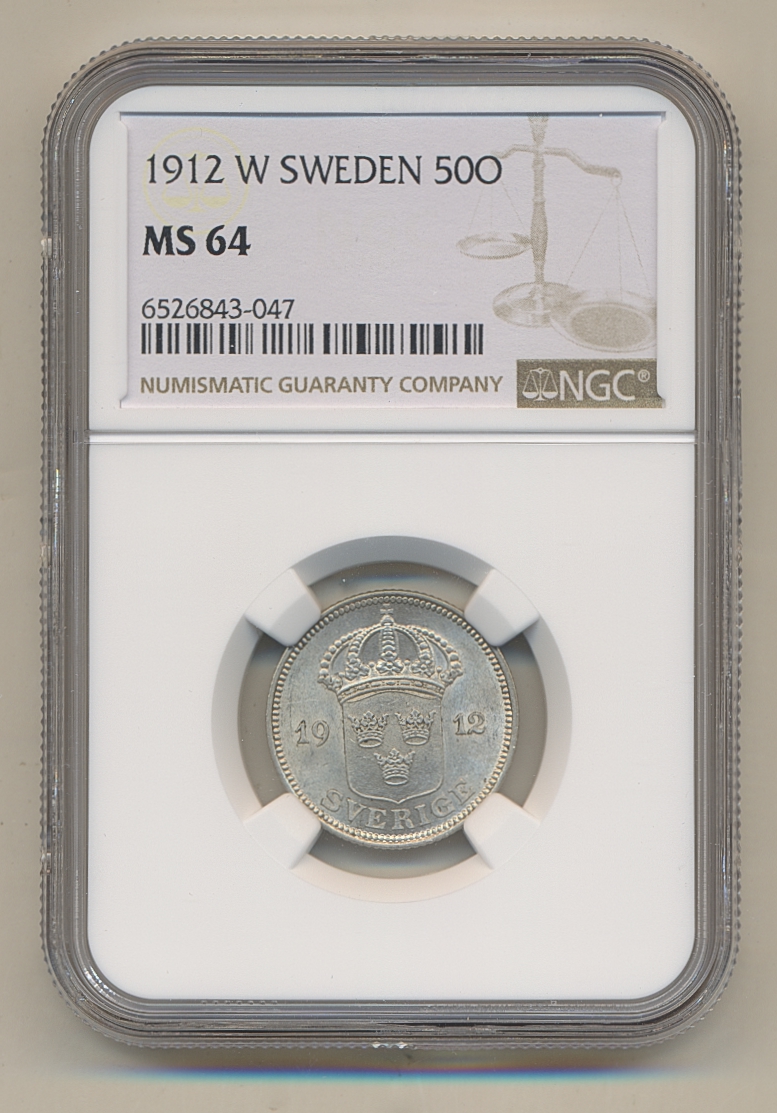 1912 W SWEDEN 50O
MS 64
6526843-047
NUMISMATIC GUARANTY COMPANY
NGC®
19 12
SVERIGE